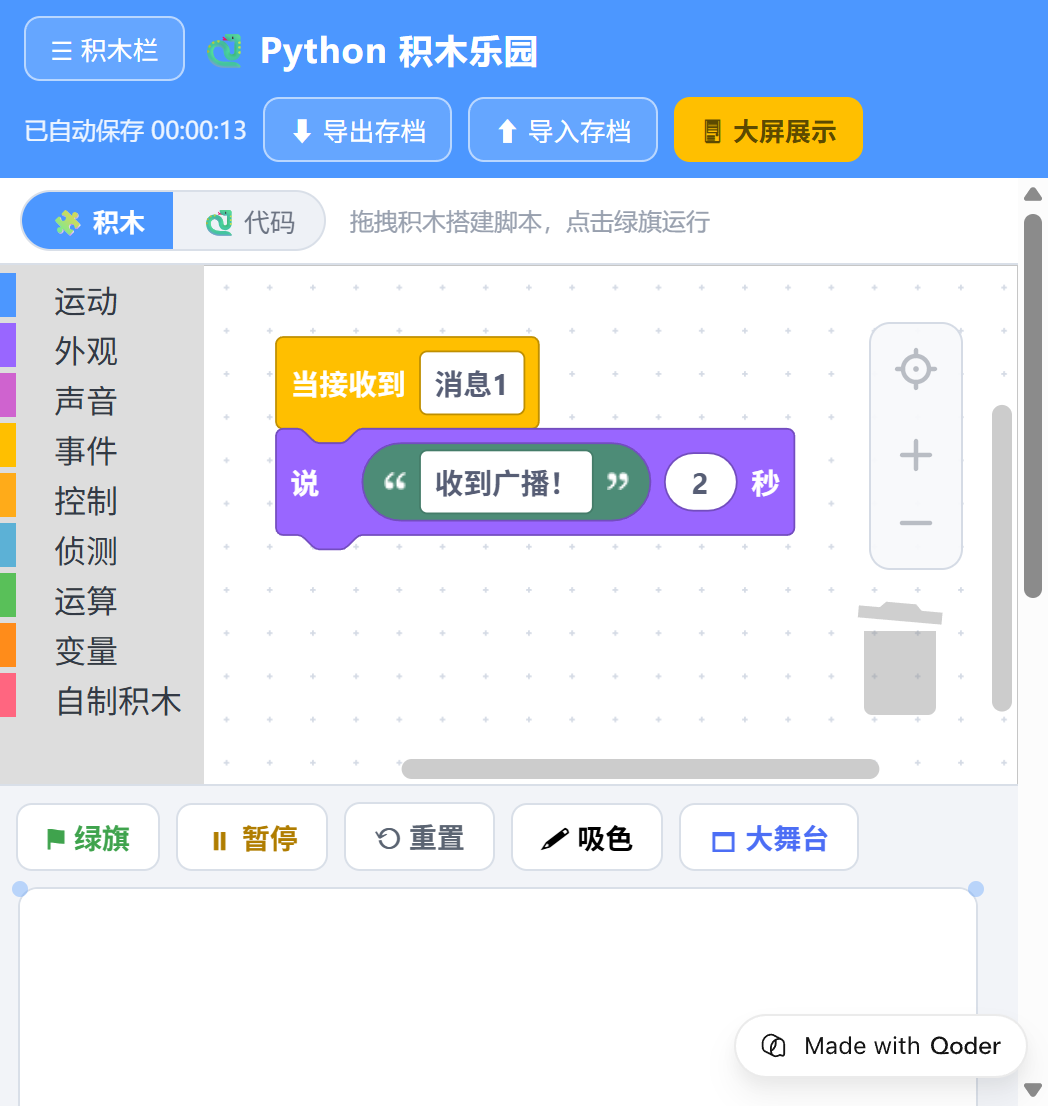 ☰ 积木栏
Python 积木乐园
已自动保存 00:00:13
⬇ 导出存档
⬆ 导入存档
大屏展示
积木
代码
拖拽积木搭建脚本，点击绿旗运行
运动
外观
声音
事件
控制
侦测
运算
变量
自制积木
当接收到 消息1
说 “ 收到广播！ ” 2 秒
绿旗
暂停
重置
吸色
大舞台
Made with Qoder